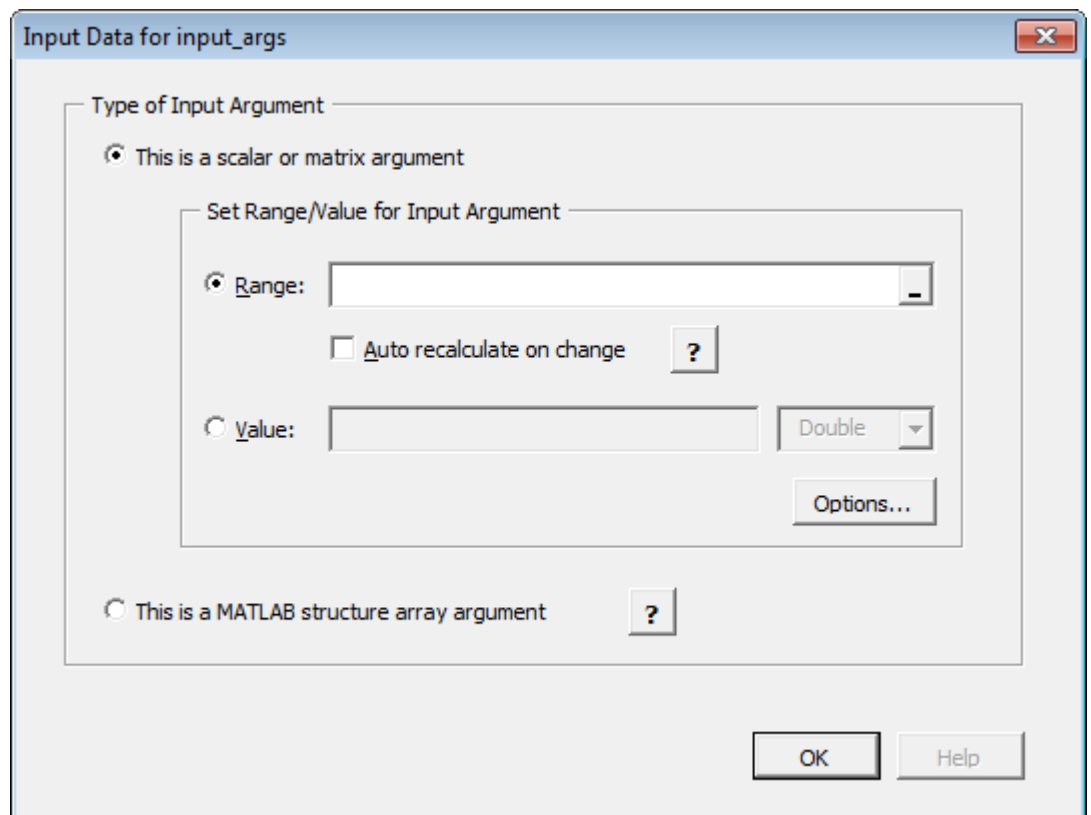 Input Data for input_args
Type of Input Argument
This is a scalar or matrix argument
Set Range/Value for Input Argument
Range:
_
Auto recalculate on change ?
Value: Double
Options...
This is a MATLAB structure array argument ?
OK Help